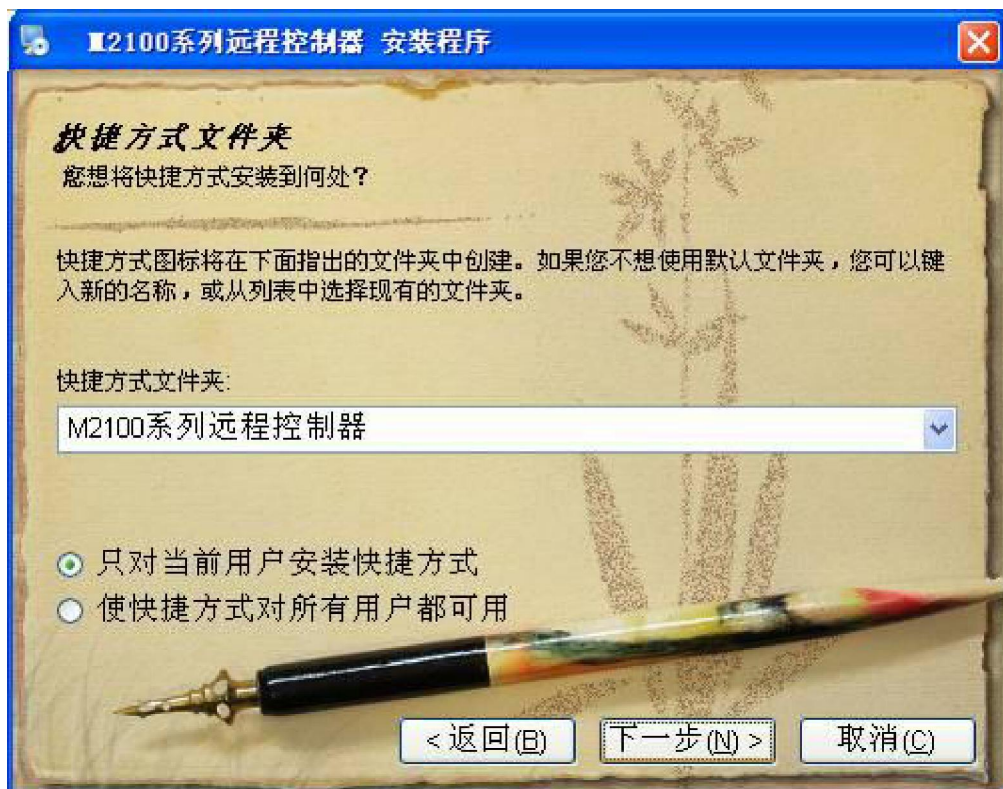 M2100系列远程控制器 安装程序
快捷方式文件夹
您想将快捷方式安装到何处？
快捷方式图标将在下面指出的文件夹中创建。如果您不想使用默认文件夹，您可以键
入新的名称，或从列表中选择现有的文件夹。
快捷方式文件夹:
M2100系列远程控制器
只对当前用户安装快捷方式
使快捷方式对所有用户都可用
<返回(B)
下一步(N) >
取消(C)